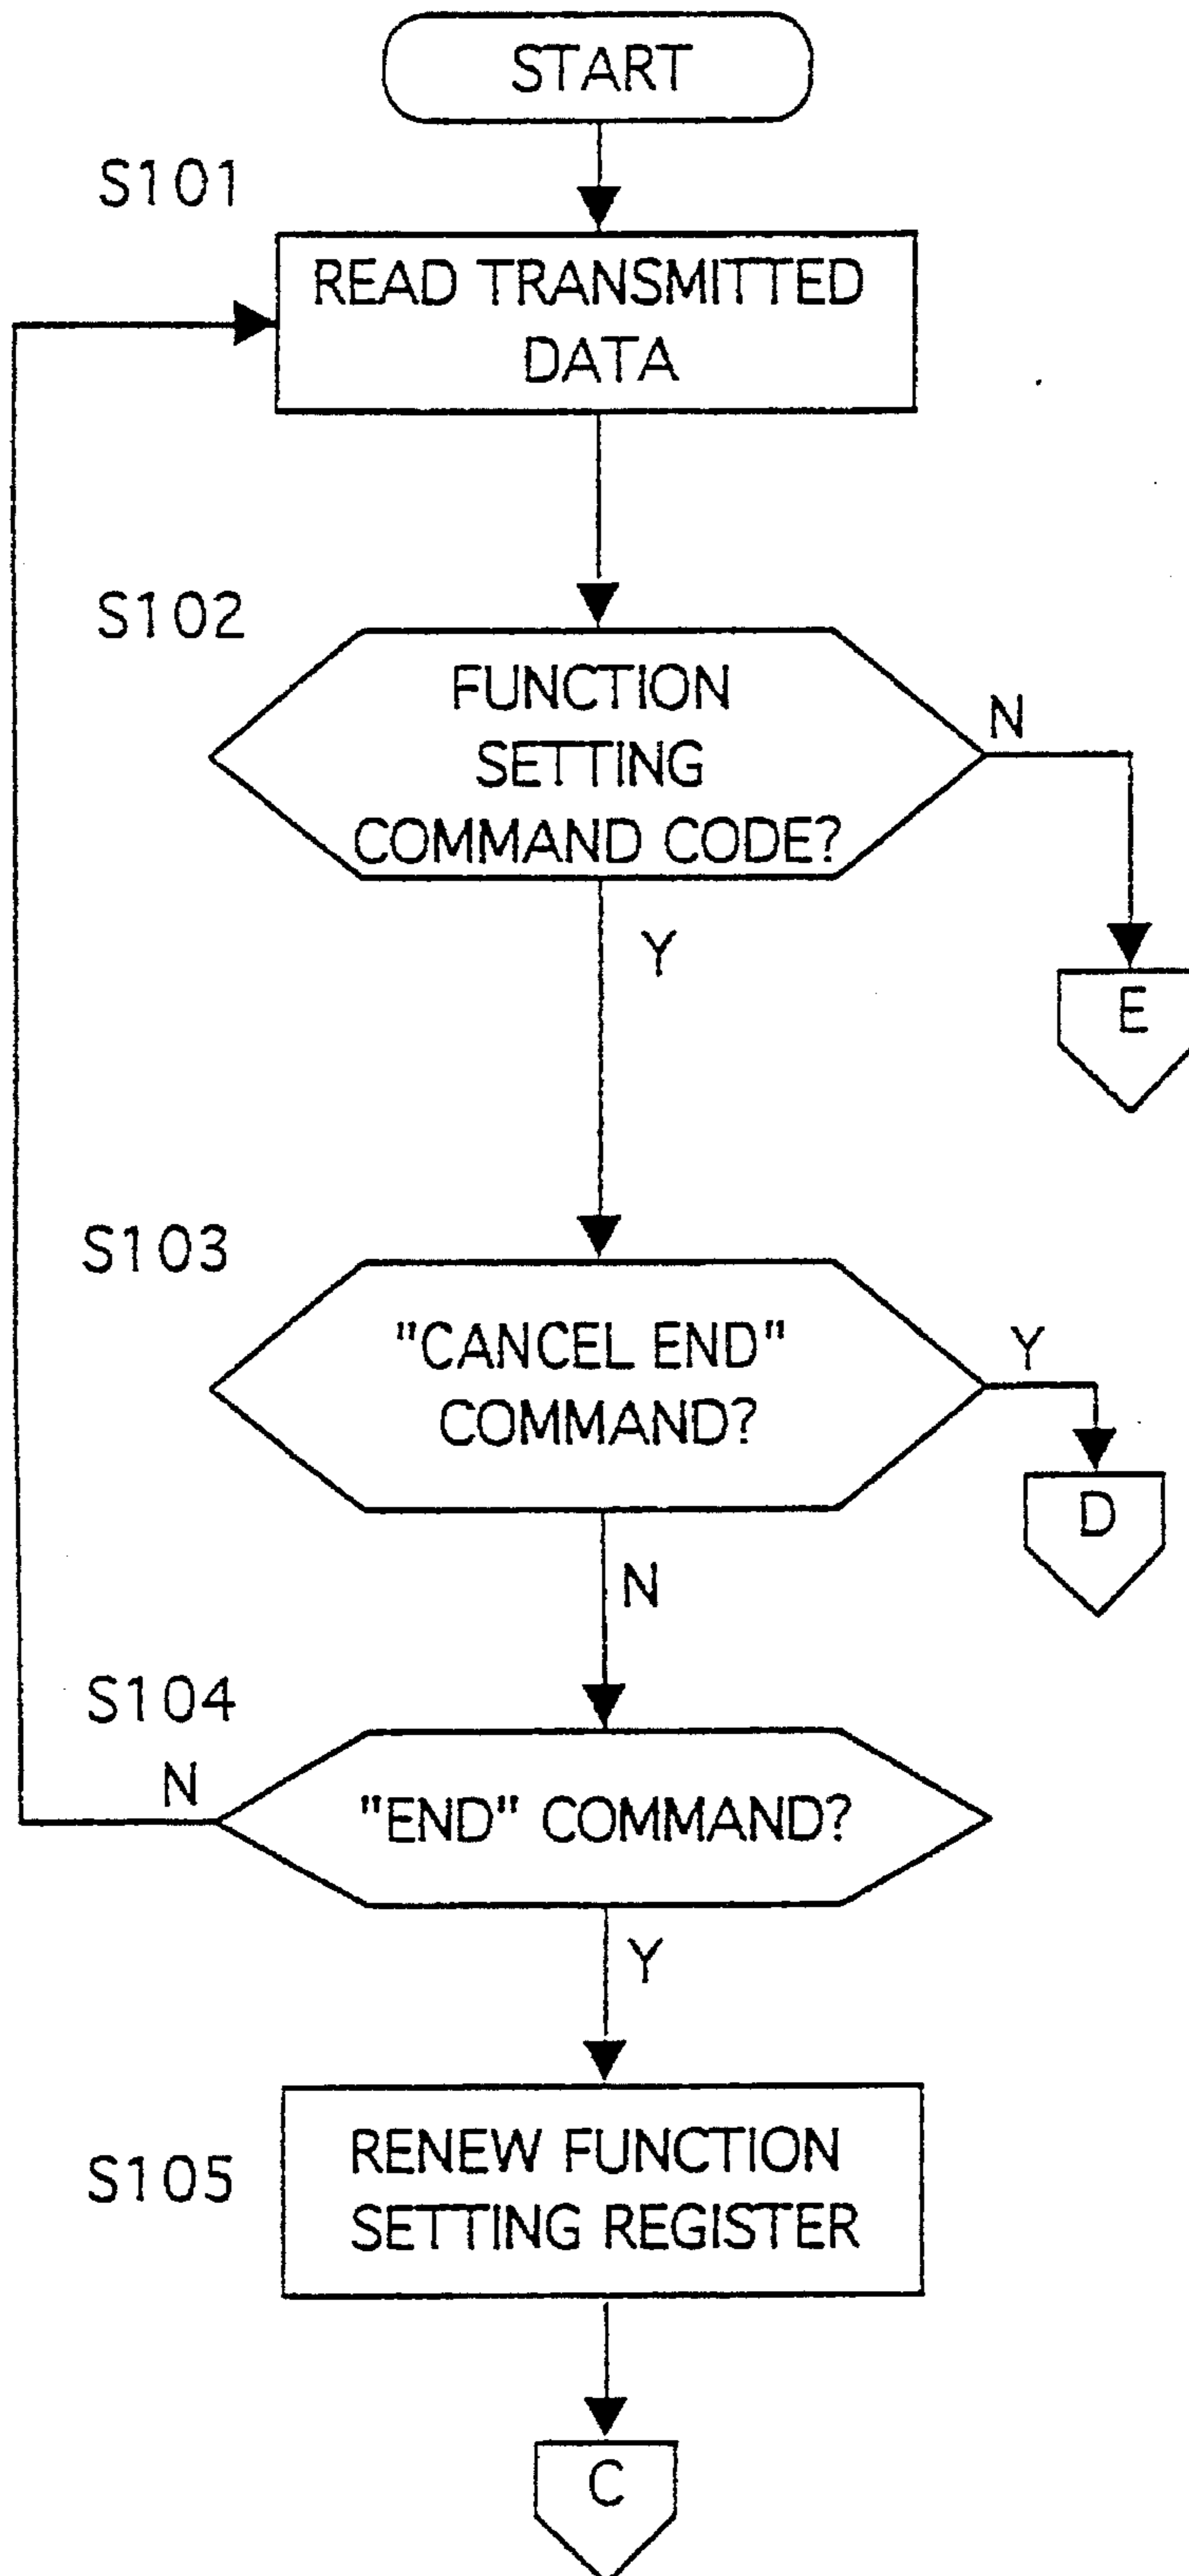 START
S101
READ TRANSMITTED
DATA
S102
FUNCTION
SETTING
COMMAND CODE?
N
Y
E
S103
"CANCEL END"
COMMAND?
Y
D
N
S104
N
"END" COMMAND?
Y
S105
RENEW FUNCTION
SETTING REGISTER
C